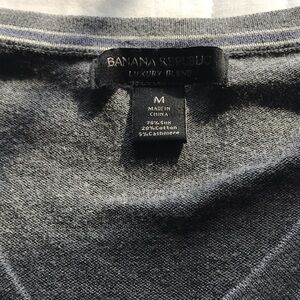 BANANA REPUBLIC
LUXURY BLEND
M
MADE IN
CHINA
75% Silk
20% Cotton
5% Cashmere